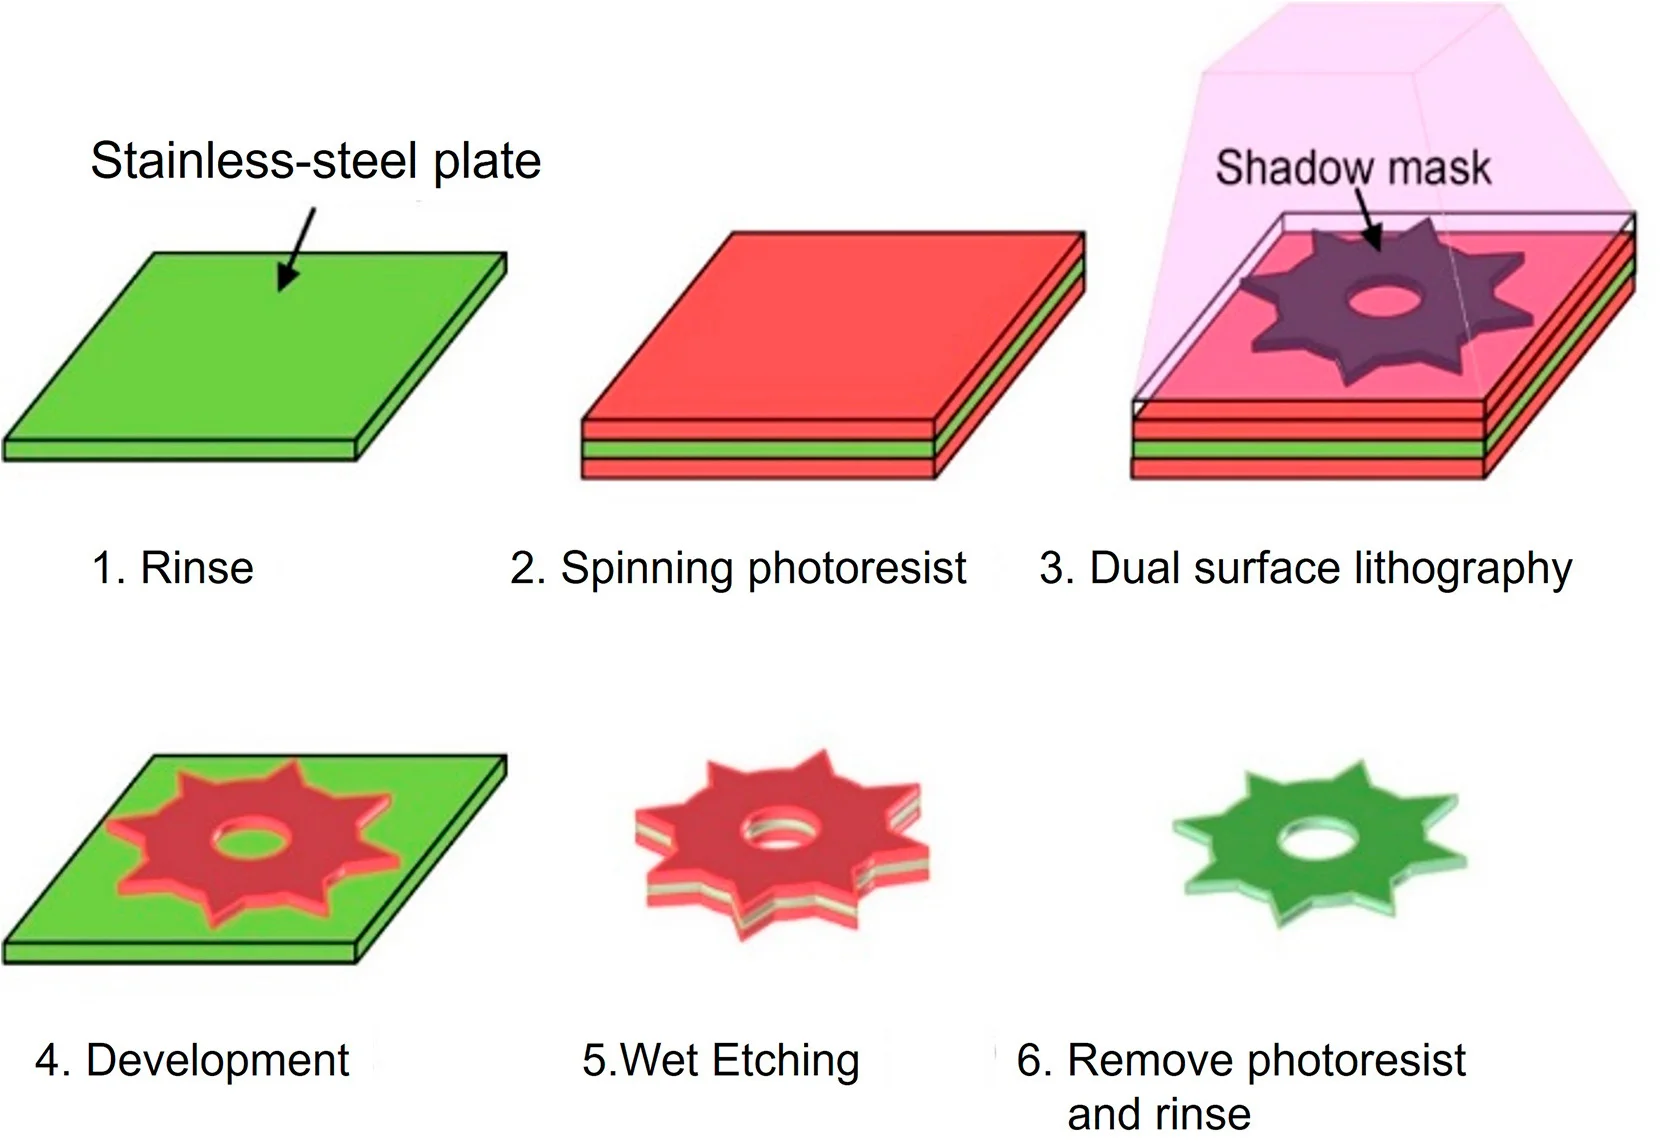 Stainless-steel plate
Shadow mask
1. Rinse
2. Spinning photoresist
3. Dual surface lithography
4. Development
5.Wet Etching
6. Remove photoresist
and rinse